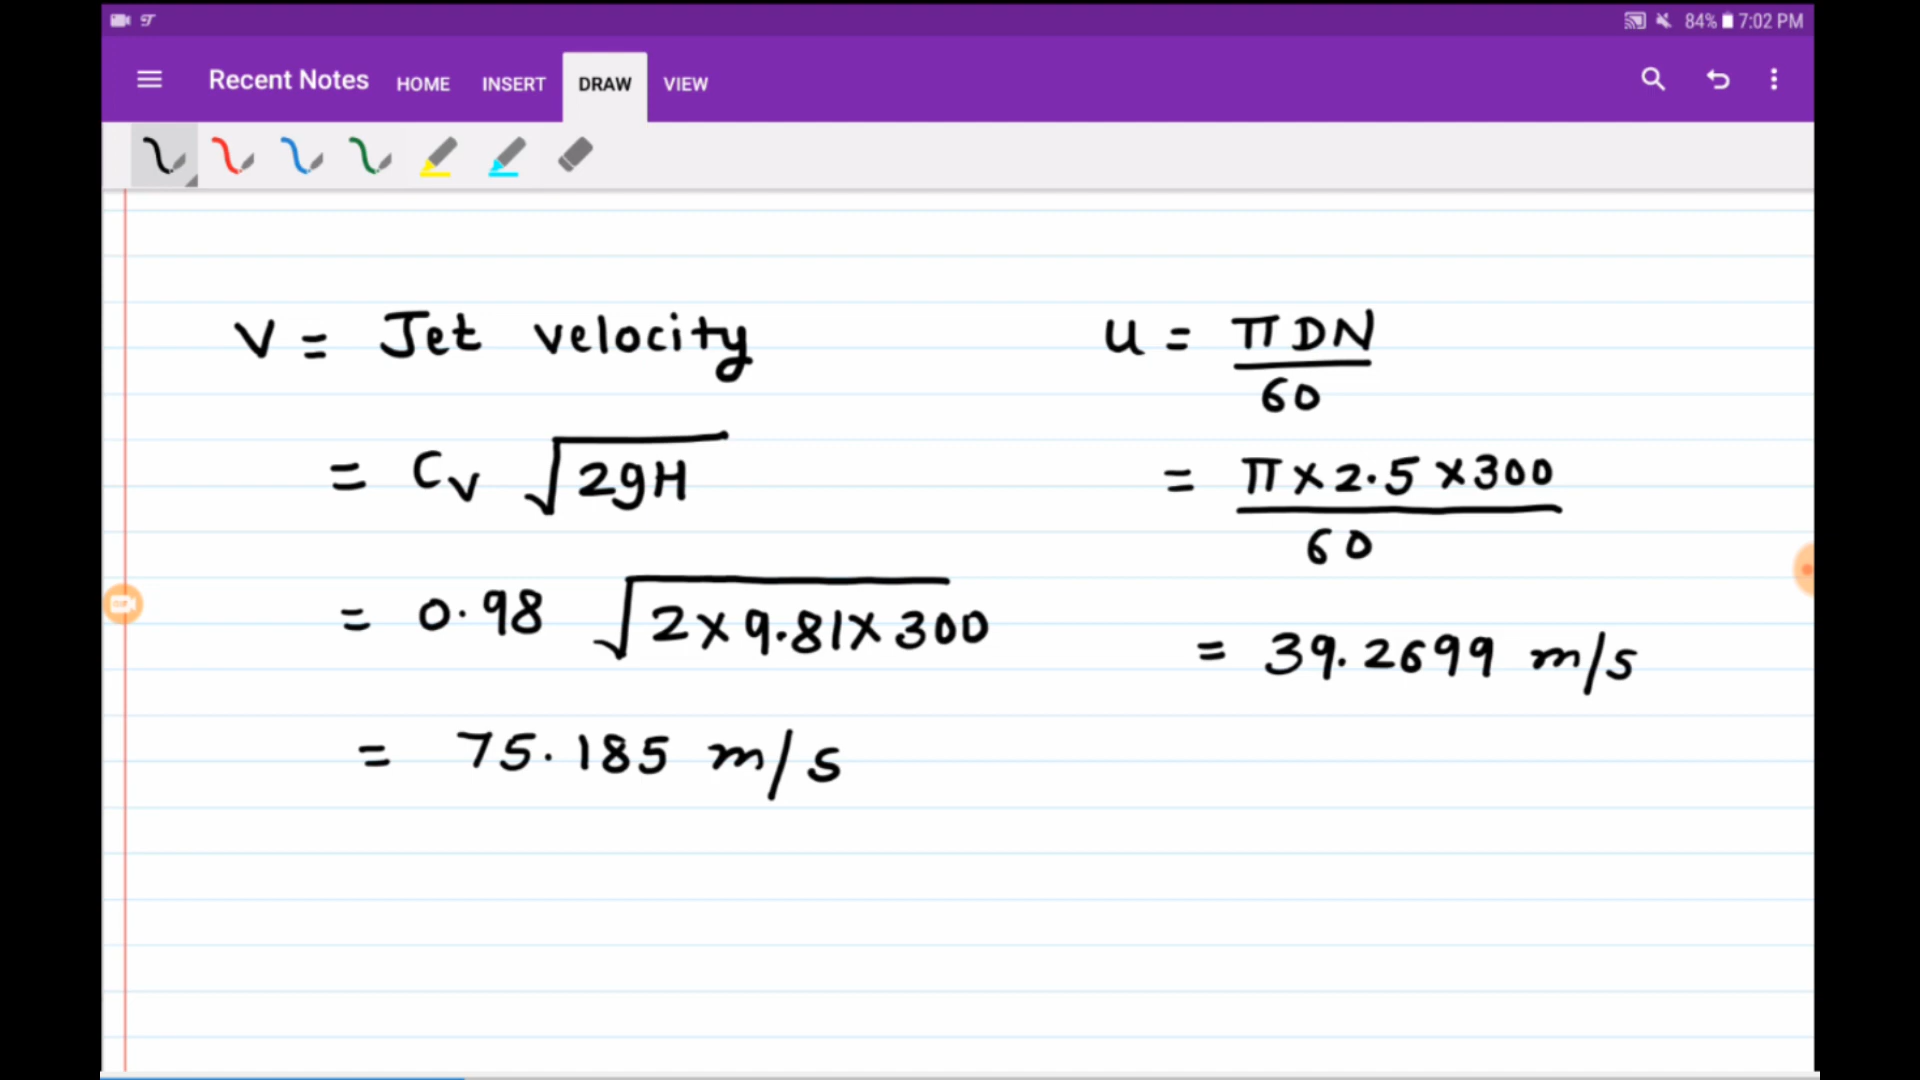 84% 7:02 PM
Recent Notes HOME INSERT DRAW VIEW
V = Jet velocity
= Cv √2gH
= 0.98 √2×9.81×300
= 75.185 m/s
u = πDN
60
= π×2.5×300
60
= 39.2699 m/s